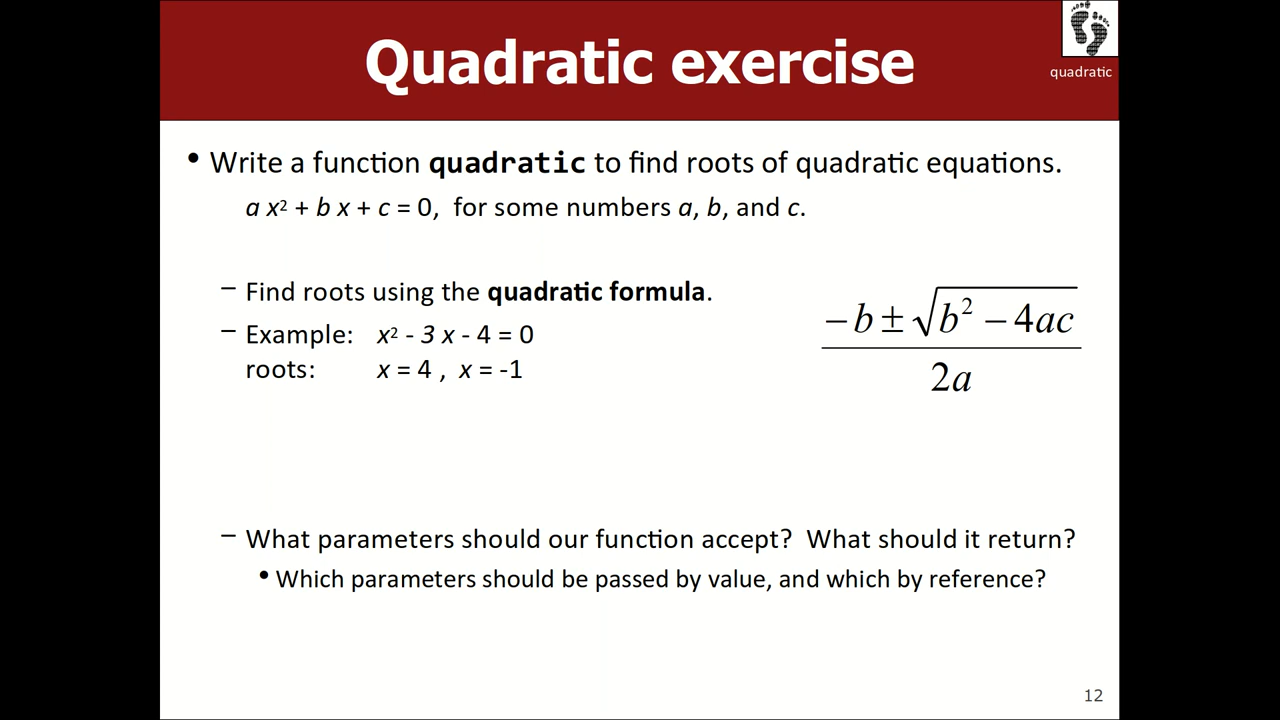 Quadratic exercise
quadratic
• Write a function quadratic to find roots of quadratic equations.
a x² + b x + c = 0,  for some numbers a, b, and c.
– Find roots using the quadratic formula.
– Example: x² - 3 x - 4 = 0
roots: x = 4 , x = -1
−b ± √b² − 4ac
2a
– What parameters should our function accept?  What should it return?
• Which parameters should be passed by value, and which by reference?
12